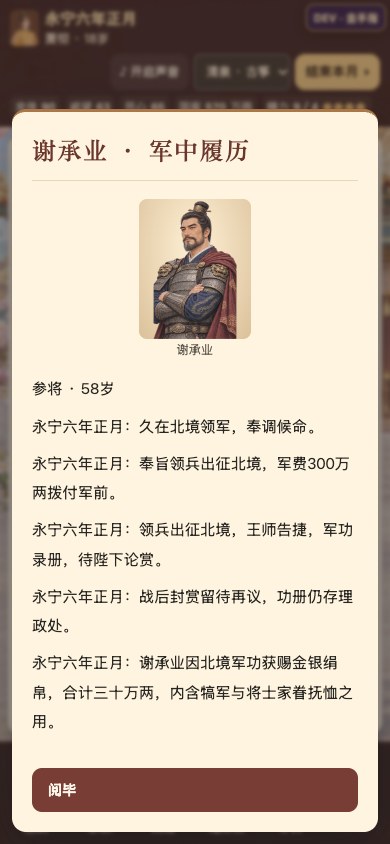 永宁六年正月
DEV
开启声音
清泉 · 古筝
结束本月
谢承业 · 军中履历
谢承业
参将 · 58岁
永宁六年正月：久在北境领军，奉调候命。
永宁六年正月：奉旨领兵出征北境，军费300万
两拨付军前。
永宁六年正月：领兵出征北境，王师告捷，军功
录册，待陛下论赏。
永宁六年正月：战后封赏留待再议，功册仍存理
政处。
永宁六年正月：谢承业因北境军功获赐金银绢
帛，合计三十万两，内含犒军与将士家眷抚恤之
用。
阅毕